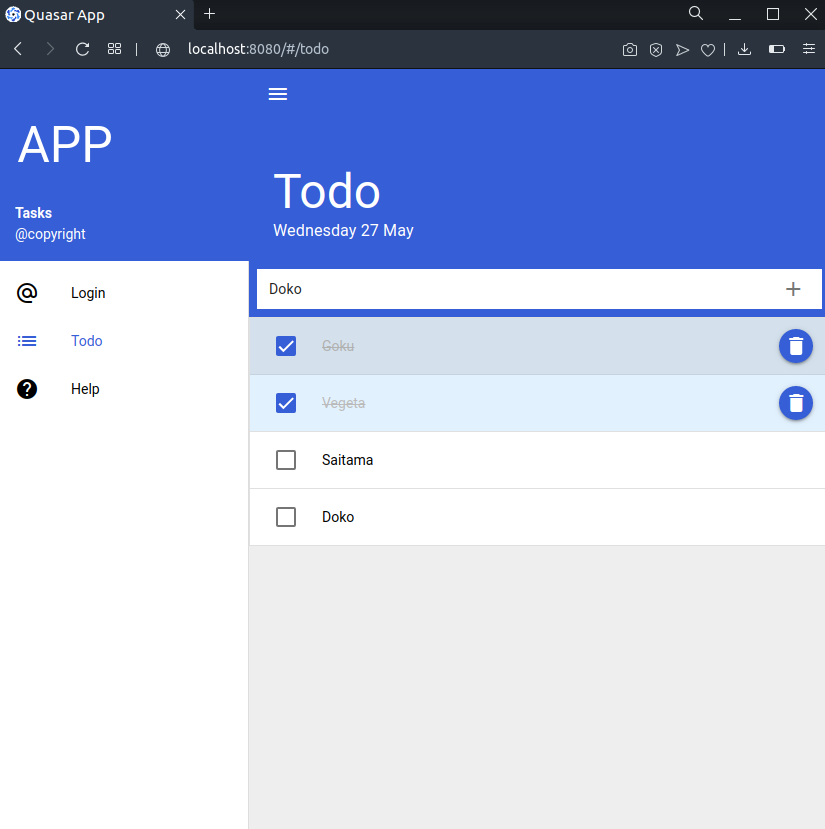 Quasar App
localhost:8080/#/todo
APP
Tasks
@copyright
Login
Todo
Help
Todo
Wednesday 27 May
Doko
Goku
Vegeta
Saitama
Doko